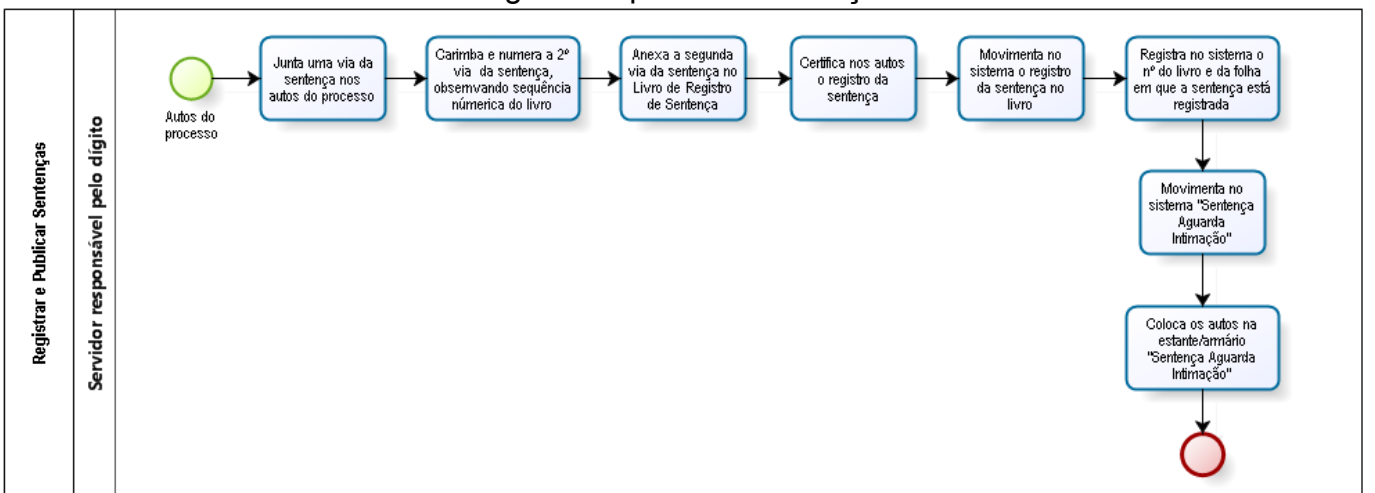 Registrar e Publicar Sentenças
Servidor responsável pelo dígito
Autos do
processo
Junta uma via da
sentença nos
autos do processo
Carimba e numera a 2º
via da sentença,
obsernvando sequência
númerica do livro
Anexa a segunda
via da sentença no
Livro de Registro
de Sentença
Certifica nos autos
o registro da
sentença
Movimenta no
sistema o registro
da sentença no
livro
Registra no sistema o
nº do livro e da folha
em que a sentença está
registrada
Movimenta no
sistema "Sentença
Aguarda
Intimação"
Coloca os autos na
estante/armário
"Sentença Aguarda
Intimação"